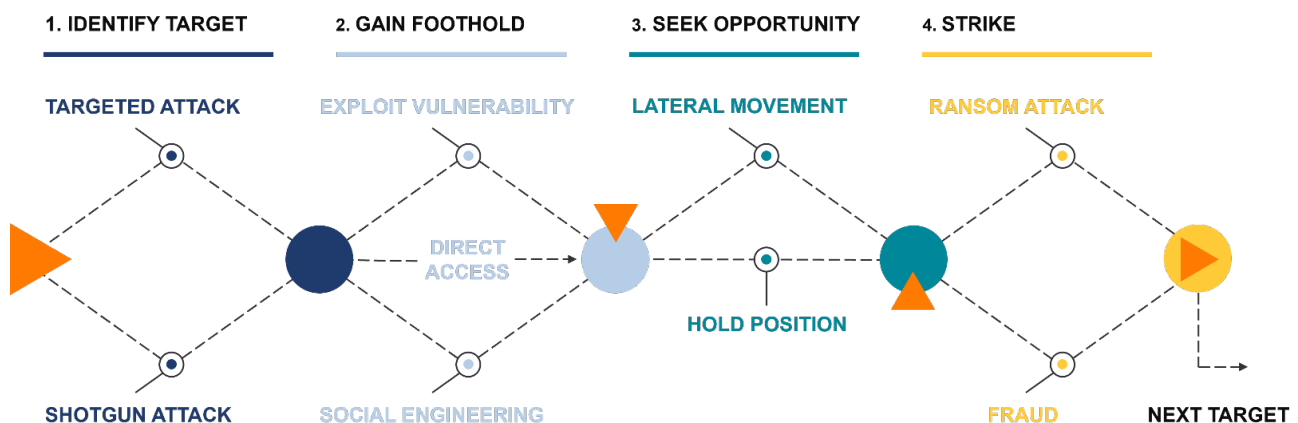 1. IDENTIFY TARGET
2. GAIN FOOTHOLD
3. SEEK OPPORTUNITY
4. STRIKE
TARGETED ATTACK
EXPLOIT VULNERABILITY
LATERAL MOVEMENT
RANSOM ATTACK
DIRECT
ACCESS
HOLD POSITION
SHOTGUN ATTACK
SOCIAL ENGINEERING
FRAUD
NEXT TARGET